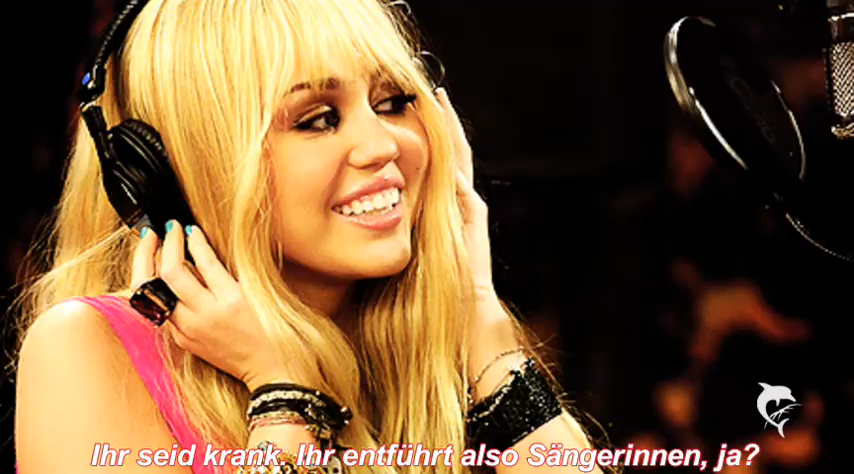 Ihr seid krank. Ihr entführt also Sängerinnen, ja?